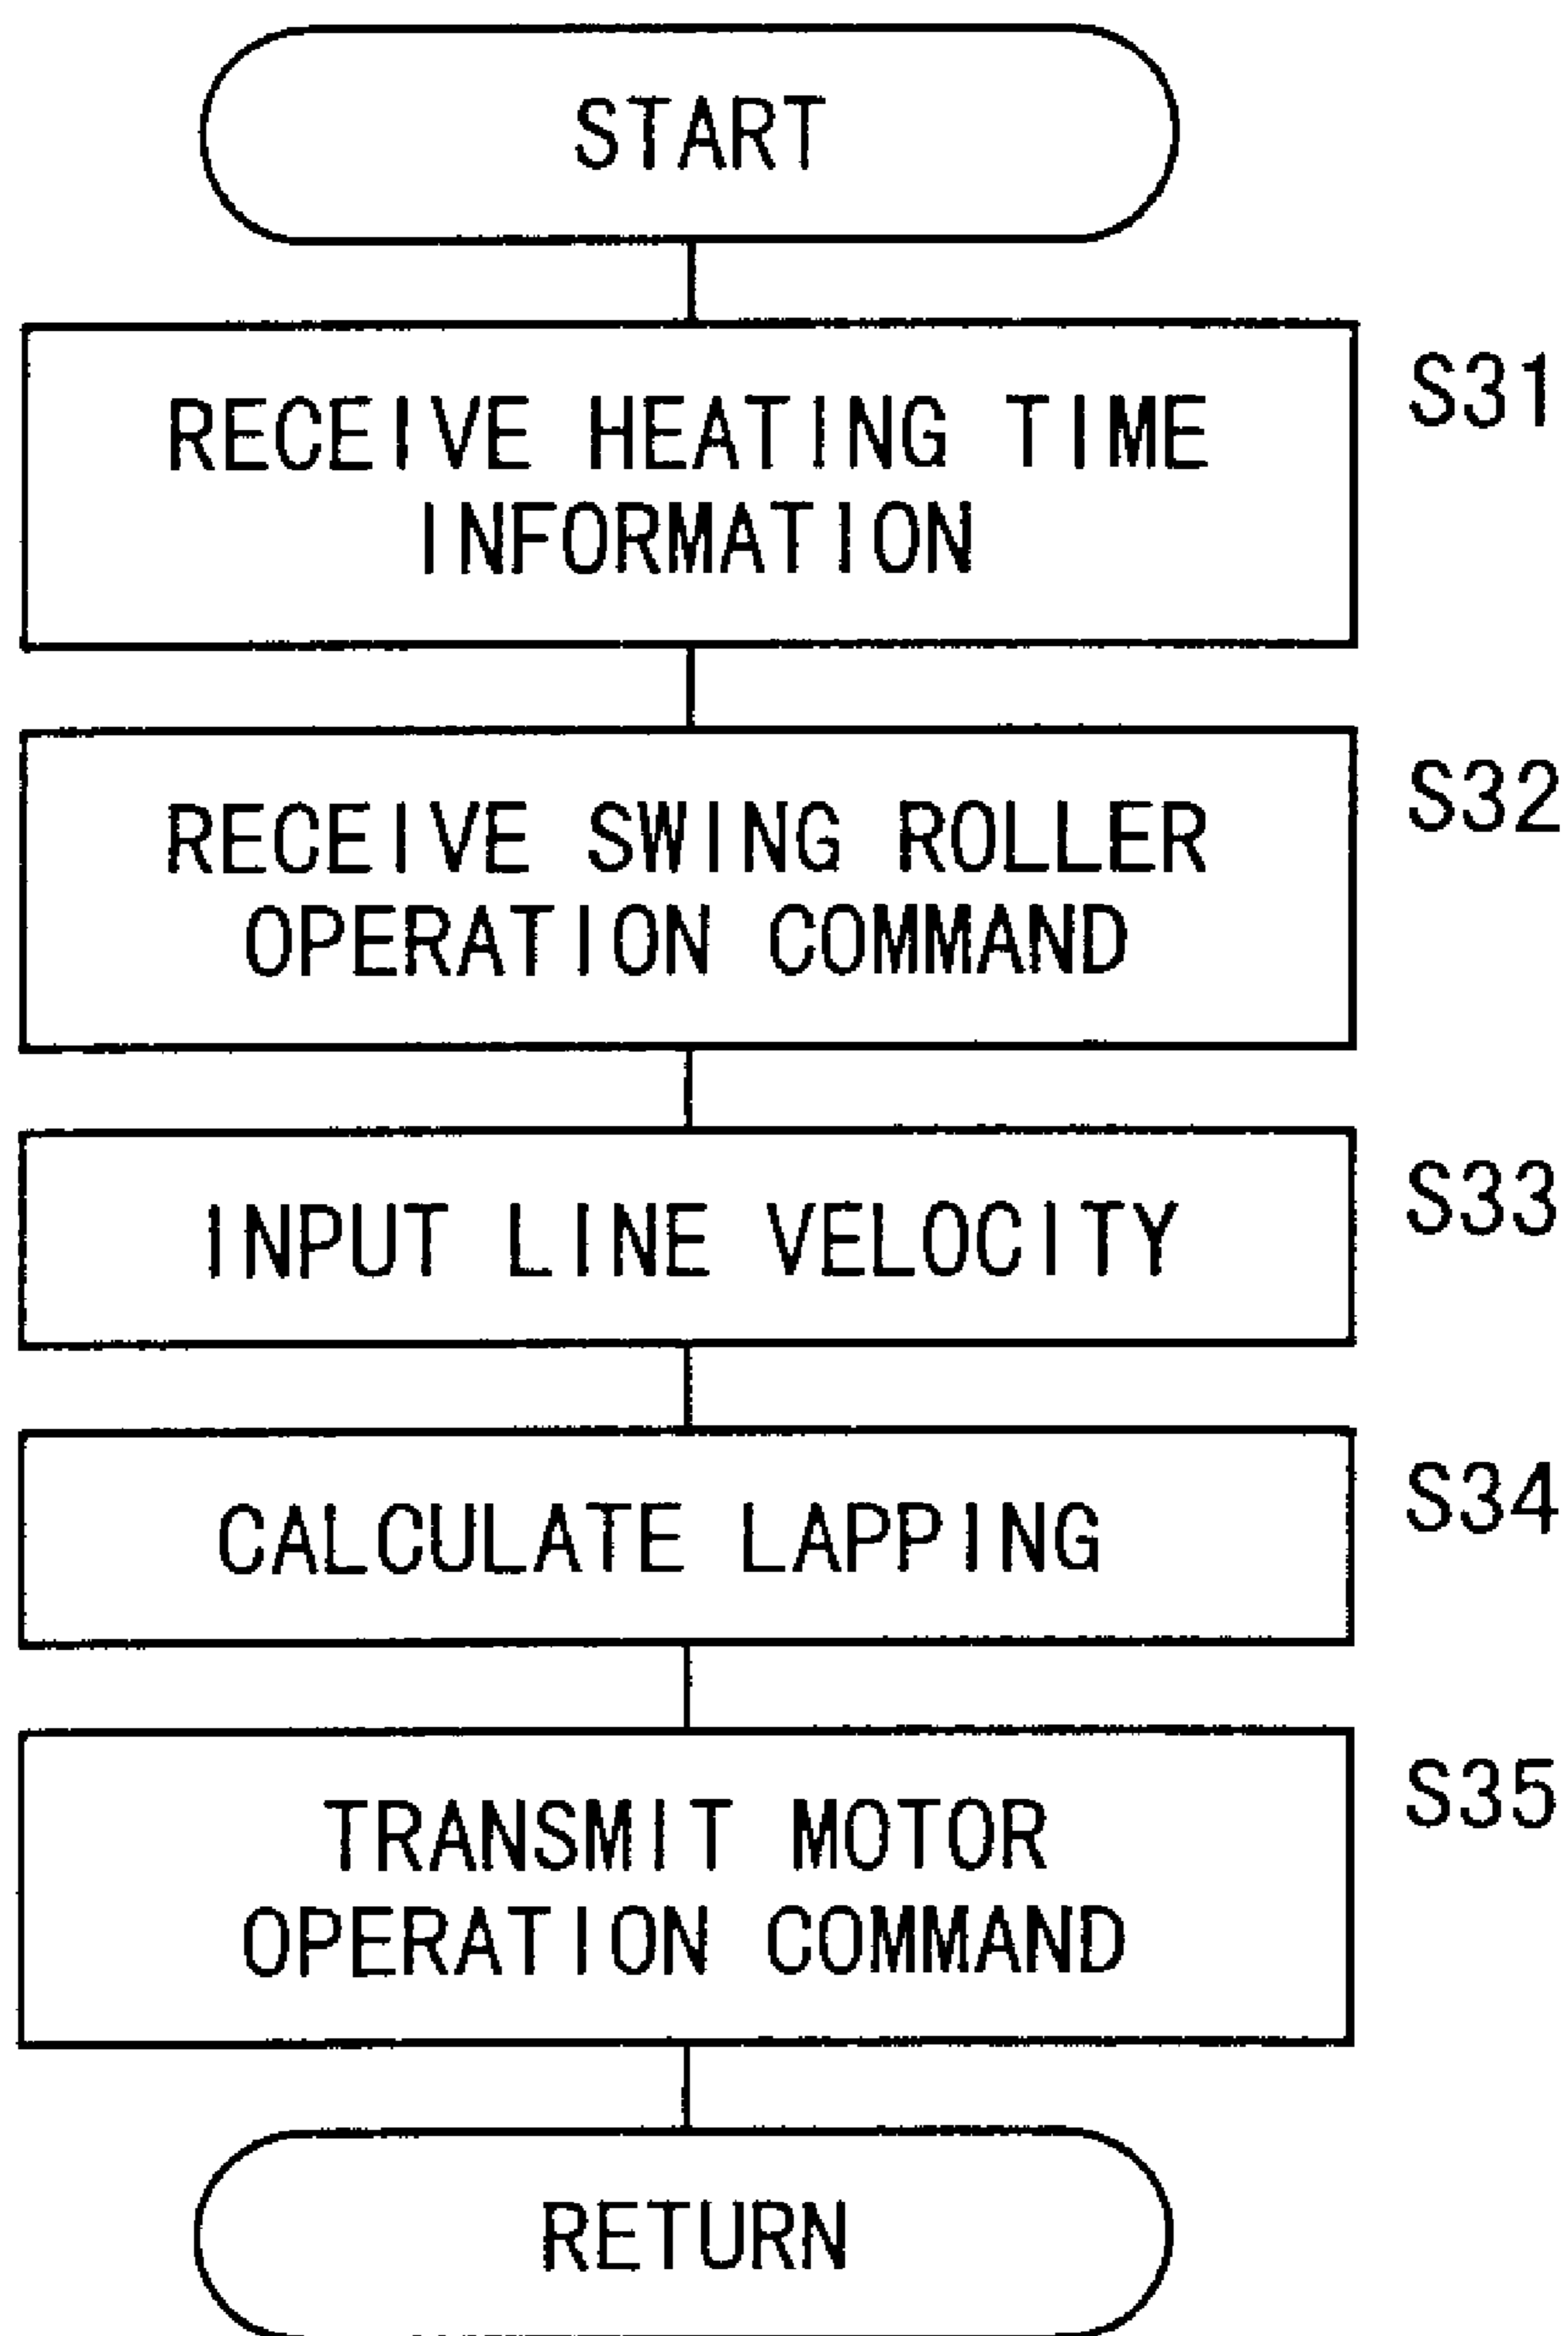 START
RECEIVE HEATING TIME
INFORMATION
S31
RECEIVE SWING ROLLER
OPERATION COMMAND
S32
INPUT LINE VELOCITY
S33
CALCULATE LAPPING
S34
TRANSMIT MOTOR
OPERATION COMMAND
S35
RETURN